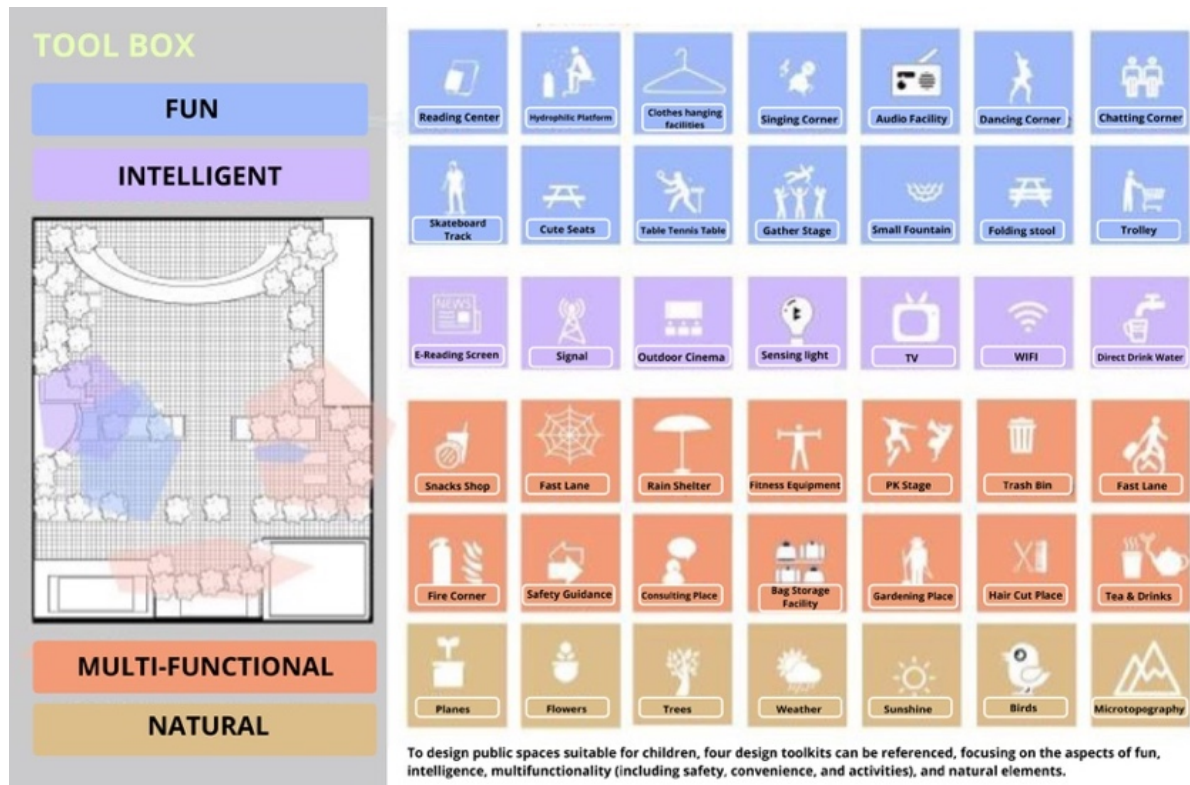 TOOL BOX
FUN
INTELLIGENT
MULTI-FUNCTIONAL
NATURAL
Reading Center
Hydrophilic Platform
Clothes hanging
facilities
Singing Corner
Audio Facility
Dancing Corner
Chatting Corner
Skateboard
Track
Cute Seats
Table Tennis Table
Gather Stage
Small Fountain
Folding stool
Trolley
NEWS
E-Reading Screen
Signal
Outdoor Cinema
Sensing light
TV
WIFI
Direct Drink Water
Snacks Shop
Fast Lane
Rain Shelter
Fitness Equipment
PK Stage
Trash Bin
Fast Lane
Fire Corner
Safety Guidance
Consulting Place
Bag Storage
Facility
Gardening Place
Hair Cut Place
Tea & Drinks
Planes
Flowers
Trees
Weather
Sunshine
Birds
Microtopography
To design public spaces suitable for children, four design toolkits can be referenced, focusing on the aspects of fun,
intelligence, multifunctionality (including safety, convenience, and activities), and natural elements.